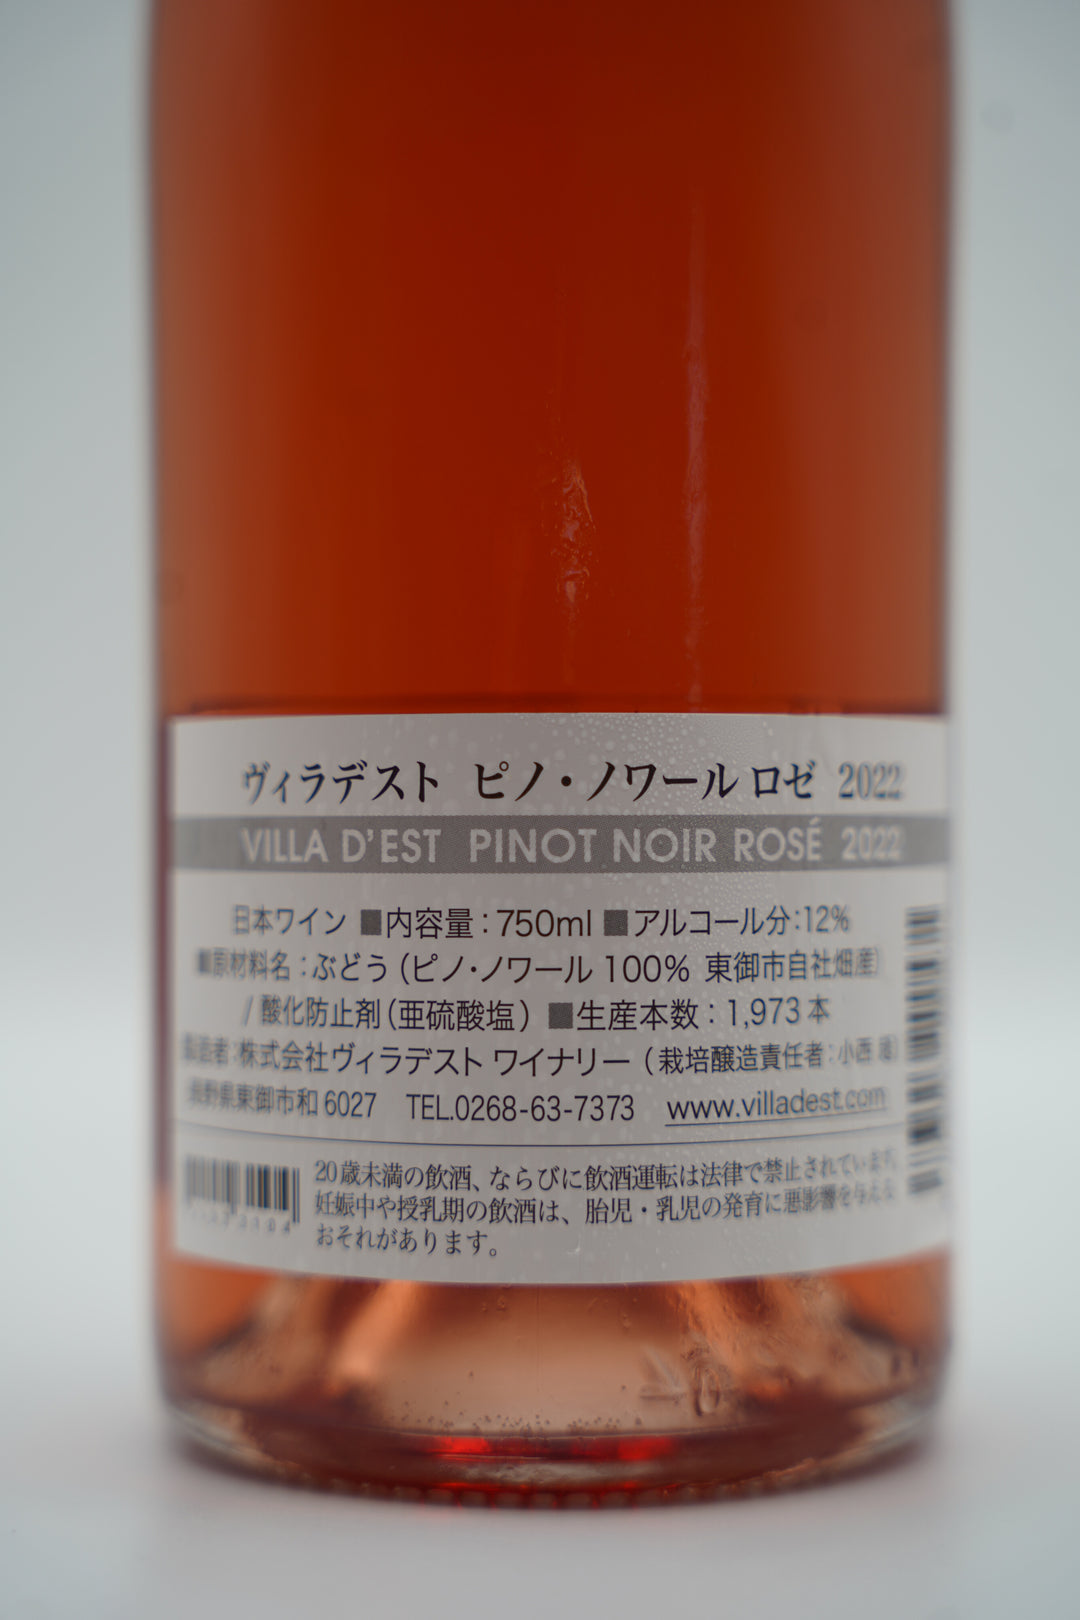 ヴィラデスト ピノ・ノワール ロゼ 2022
VILLA D'EST PINOT NOIR ROSÉ 2022
日本ワイン ■内容量：750ml ■アルコール分：12%
■原材料名：ぶどう（ピノ・ノワール 100% 東御市自社畑産）
/ 酸化防止剤（亜硫酸塩） ■生産本数：1,973 本
製造者：株式会社ヴィラデスト ワイナリー（栽培醸造責任者：小西
長野県東御市和 6027 TEL.0268-63-7373 www.villadest.com
20歳未満の飲酒、ならびに飲酒運転は法律で禁止されています。
妊娠中や授乳期の飲酒は、胎児・乳児の発育に悪影響を与える
おそれがあります。